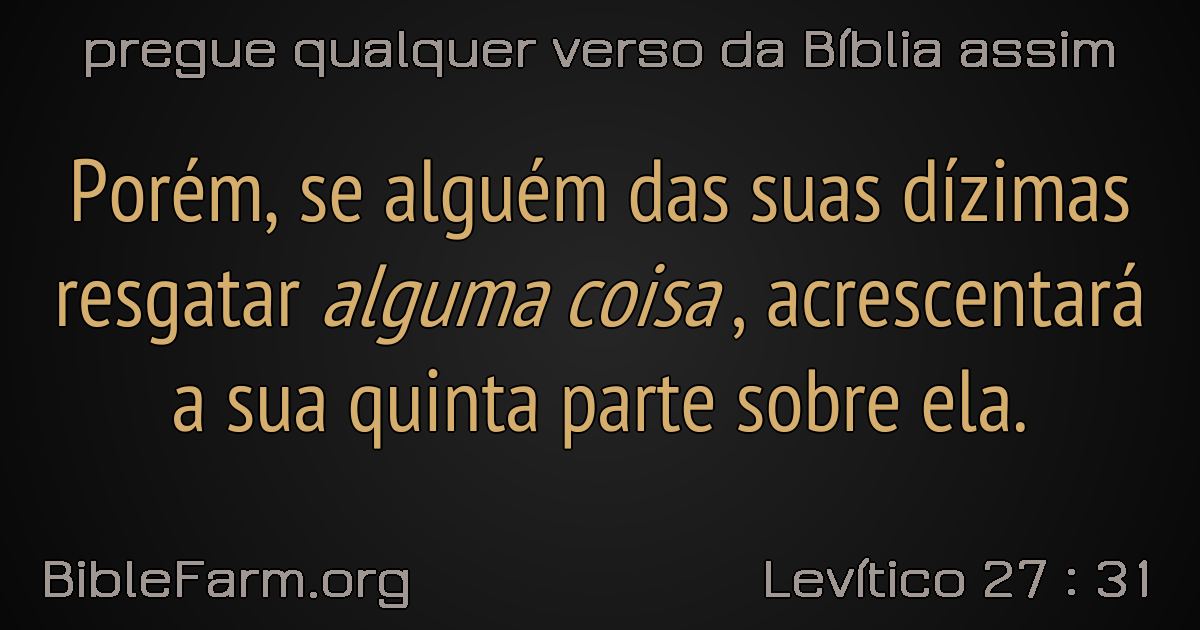 pregue qualquer verso da Bíblia assim
Porém, se alguém das suas dízimas
resgatar alguma coisa , acrescentará
a sua quinta parte sobre ela.
BibleFarm.org
Levítico 27 : 31